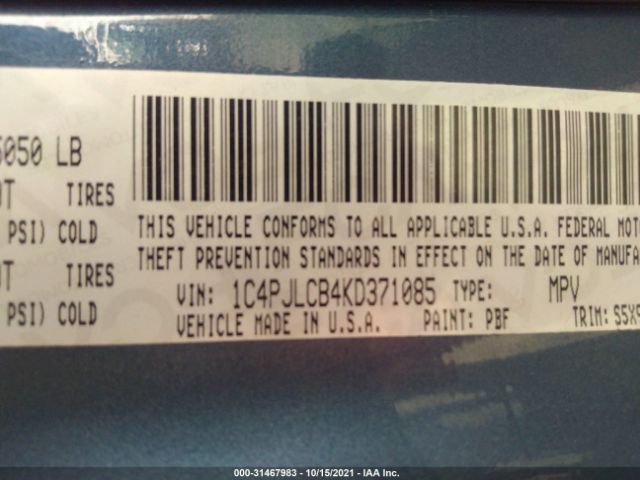 5050 LB
TIRES
PSI) COLD
TIRES
PSI) COLD
THIS VEHICLE CONFORMS TO ALL APPLICABLE U.S.A. FEDERAL MOT
THEFT PREVENTION STANDARDS IN EFFECT ON THE DATE OF MANUFA
VIN: 1C4PJLCB4KD371085 TYPE: MPV
VEHICLE MADE IN U.S.A. PAINT: PBF TRIM: S5X9
000-31467983 - 10/15/2021 - IAA Inc.